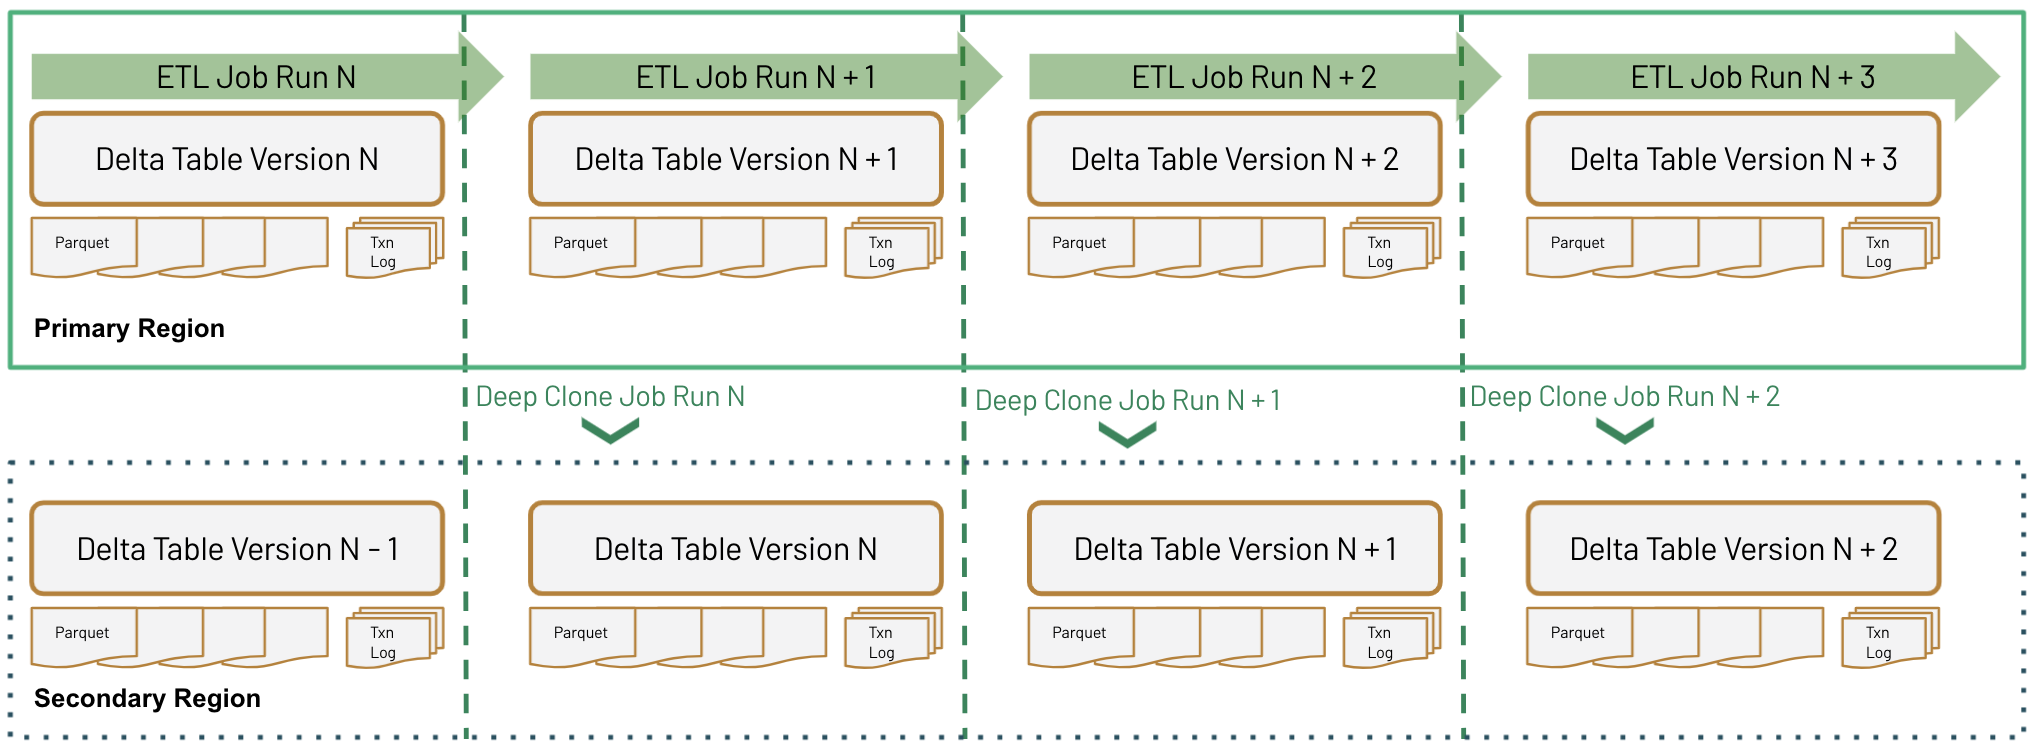 ETL Job Run N
ETL Job Run N + 1
ETL Job Run N + 2
ETL Job Run N + 3
Delta Table Version N
Delta Table Version N + 1
Delta Table Version N + 2
Delta Table Version N + 3
Parquet
Txn
Log
Parquet
Txn
Log
Parquet
Txn
Log
Parquet
Txn
Log
Primary Region
Deep Clone Job Run N
Deep Clone Job Run N + 1
Deep Clone Job Run N + 2
Delta Table Version N - 1
Delta Table Version N
Delta Table Version N + 1
Delta Table Version N + 2
Parquet
Txn
Log
Parquet
Txn
Log
Parquet
Txn
Log
Parquet
Txn
Log
Secondary Region